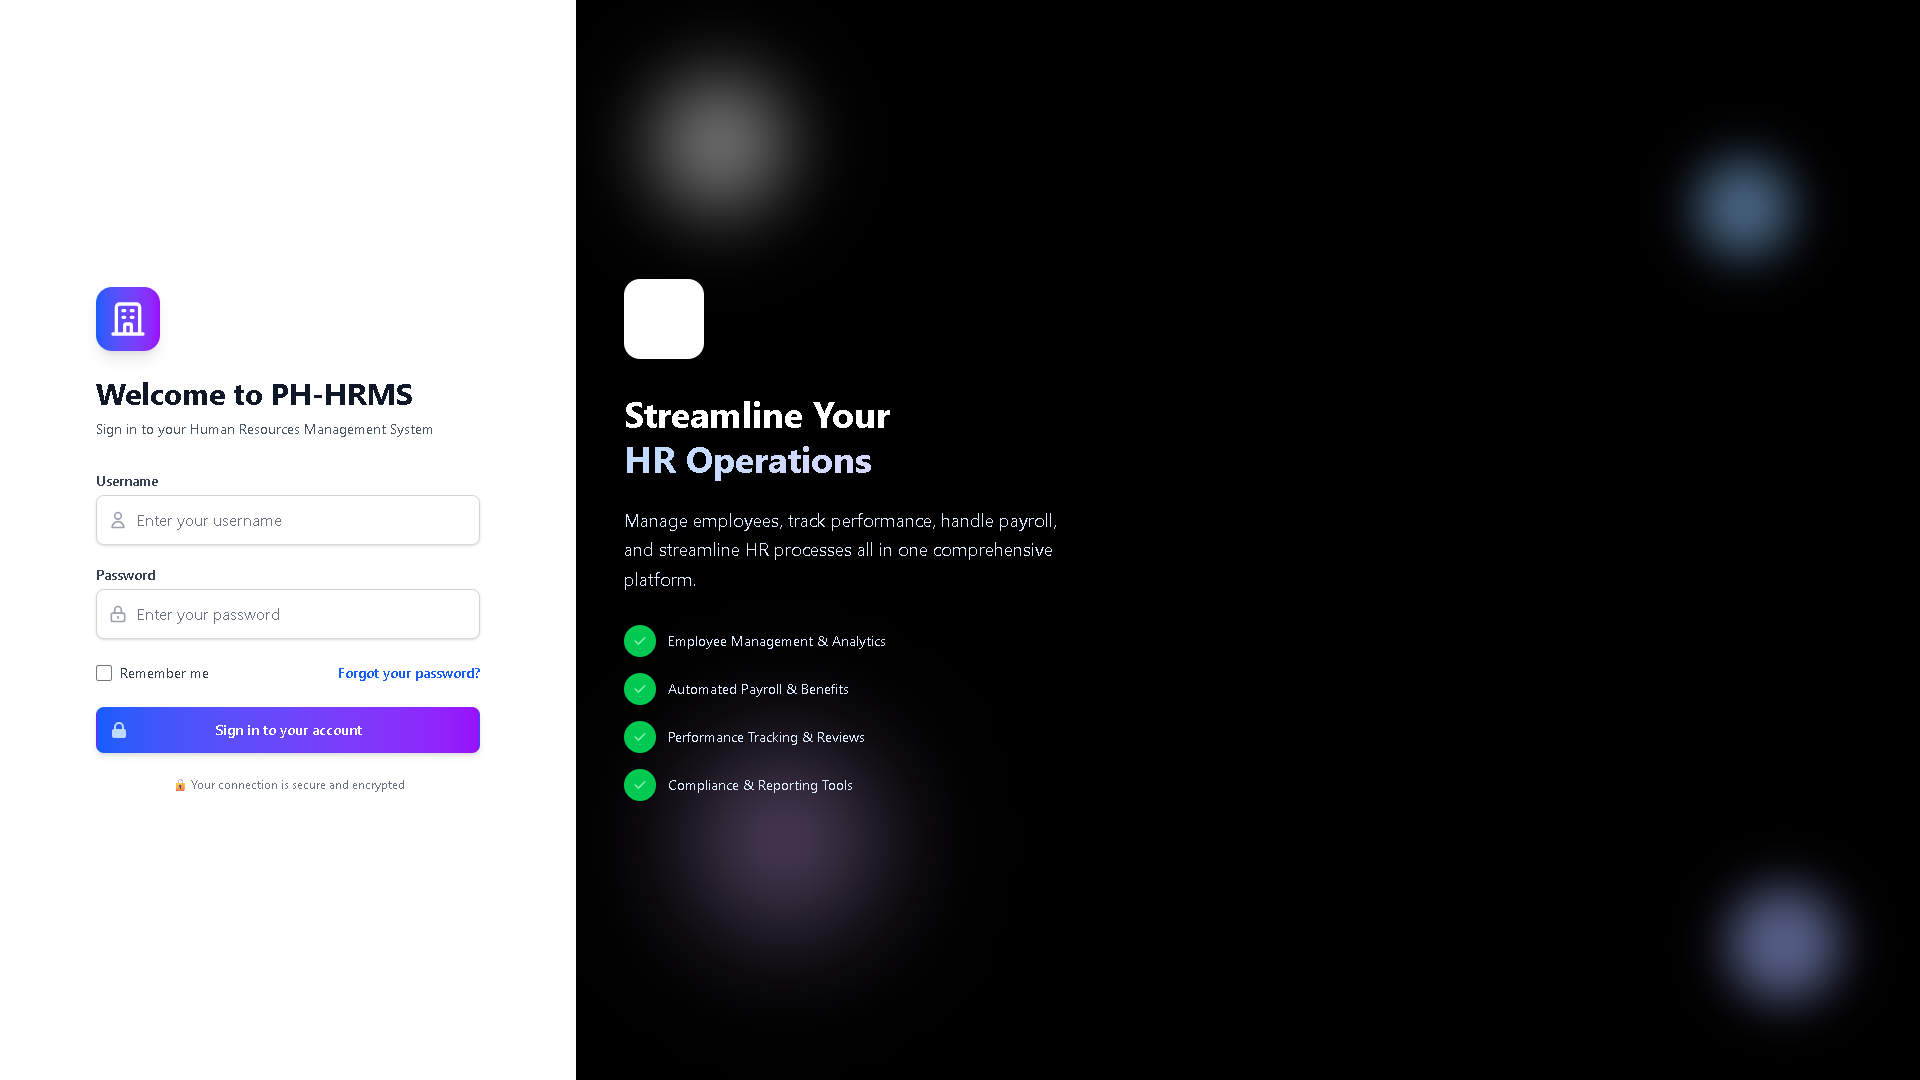 Welcome to PH-HRMS
Sign in to your Human Resources Management System
Username
Enter your username
Password
Enter your password
Remember me
Forgot your password?
Sign in to your account
🔒 Your connection is secure and encrypted
Streamline Your
HR Operations
Manage employees, track performance, handle payroll,
and streamline HR processes all in one comprehensive
platform.
Employee Management & Analytics
Automated Payroll & Benefits
Performance Tracking & Reviews
Compliance & Reporting Tools